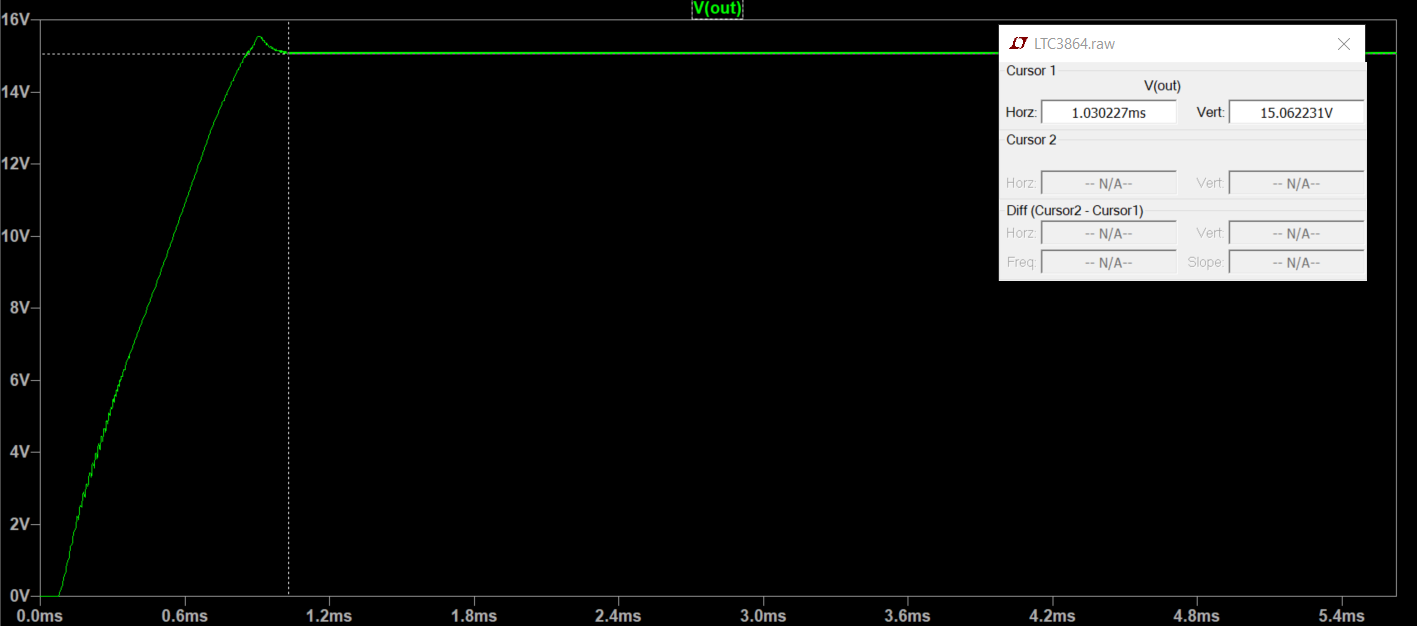 V(out)
16V
14V
12V
10V
8V
6V
4V
2V
0V
0.0ms 0.6ms 1.2ms 1.8ms 2.4ms 3.0ms 3.6ms 4.2ms 4.8ms 5.4ms
LTC3864.raw
Cursor 1
V(out)
Horz: 1.030227ms Vert: 15.062231V
Cursor 2
Horz: -- N/A-- Vert: -- N/A--
Diff (Cursor2 - Cursor1)
Horz: -- N/A-- Vert: -- N/A--
Freq: -- N/A-- Slope: -- N/A--